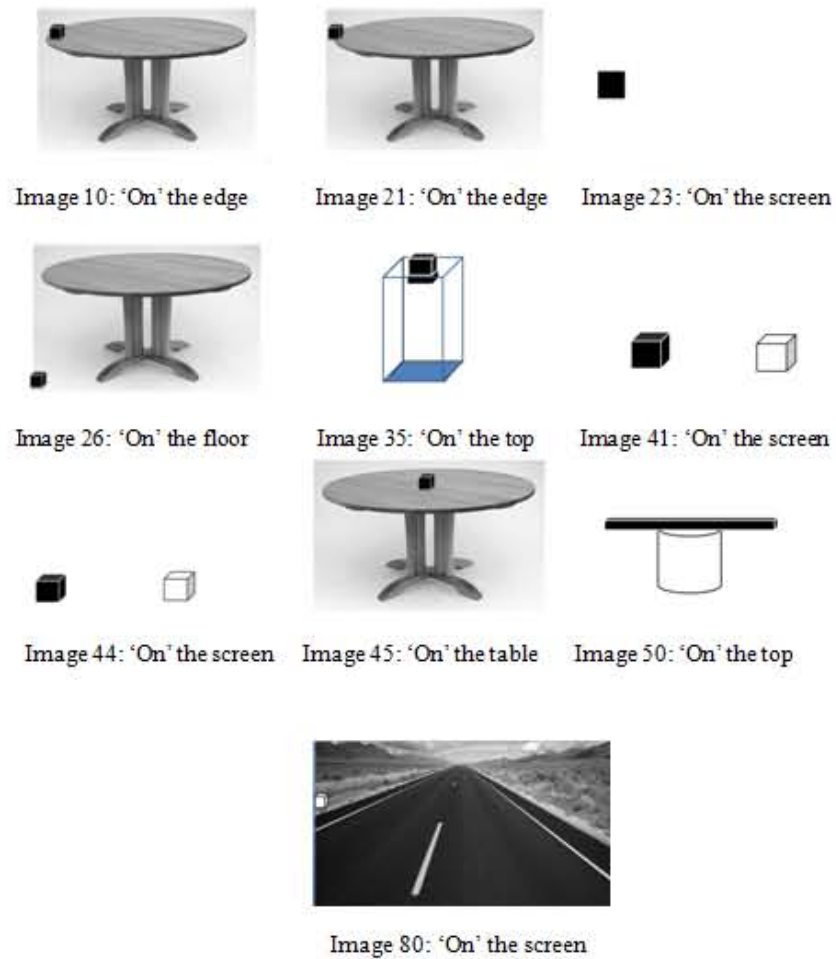 Image 10: ‘On’ the edge
Image 21: ‘On’ the edge
Image 23: ‘On’ the screen
Image 26: ‘On’ the floor
Image 35: ‘On’ the top
Image 41: ‘On’ the screen
Image 44: ‘On’ the screen
Image 45: ‘On’ the table
Image 50: ‘On’ the top
Image 80: ‘On’ the screen